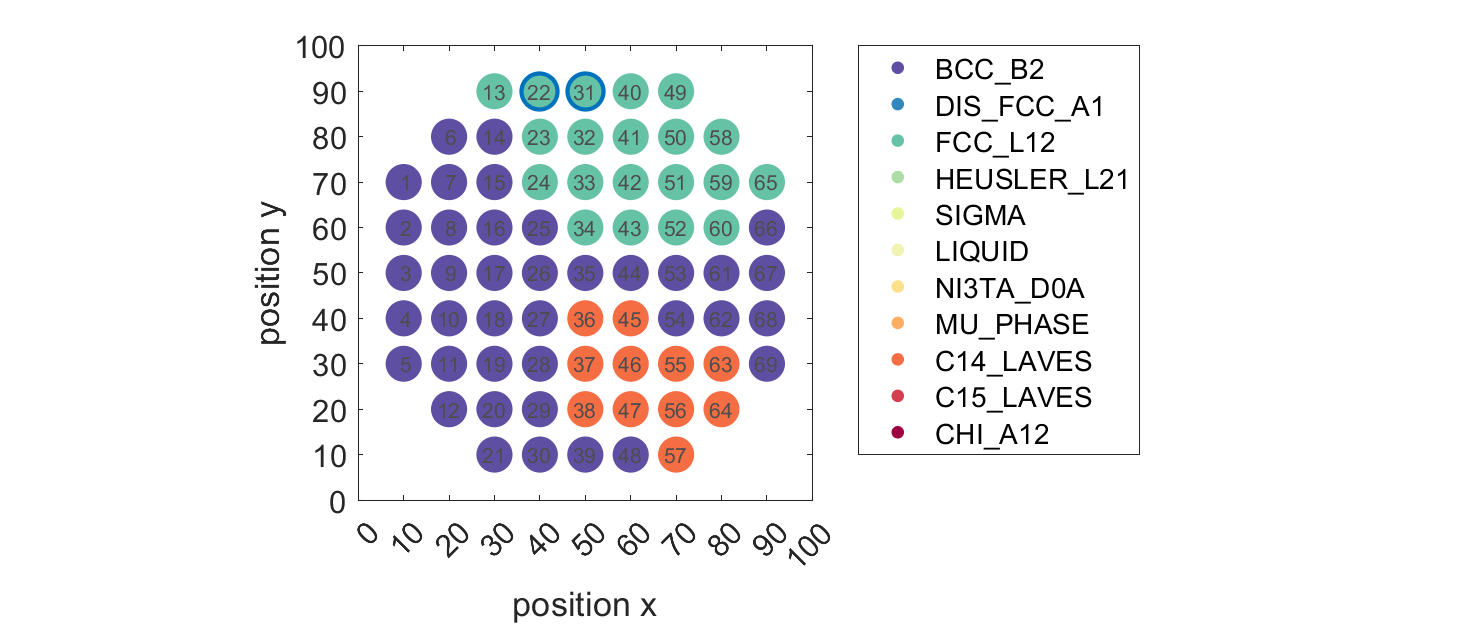 100
90
80
70
60
50
40
30
20
10
0
position y
13 22 31 40 49
6 14 23 32 41 50 58
1 7 15 24 33 42 51 59 65
2 8 16 25 34 43 52 60 66
3 9 17 26 35 44 53 61 67
4 10 18 27 36 45 54 62 68
5 11 19 28 37 46 55 63 69
12 20 29 38 47 56 64
21 30 39 48 57
0 10 20 30 40 50 60 70 80 90 100
position x
BCC_B2
DIS_FCC_A1
FCC_L12
HEUSLER_L21
SIGMA
LIQUID
NI3TA_D0A
MU_PHASE
C14_LAVES
C15_LAVES
CHI_A12